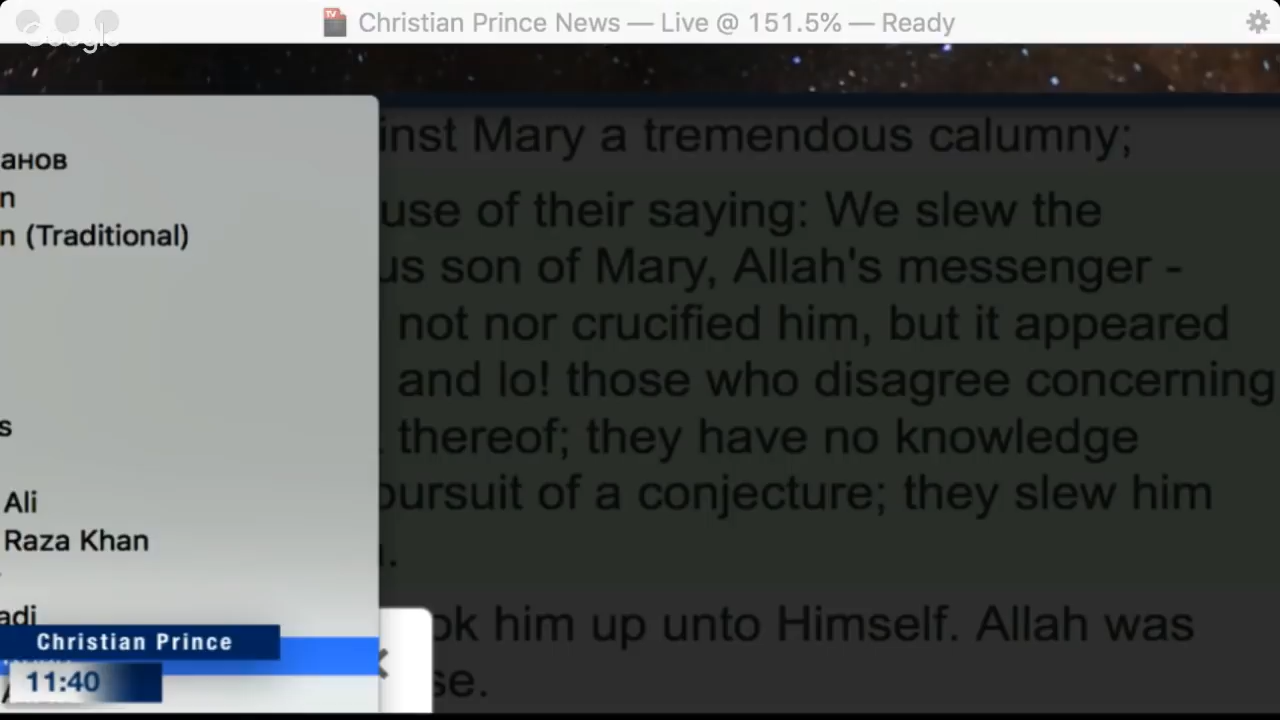 Christian Prince News — Live @ 151.5% — Ready
Google
TV
анов
n
n (Traditional)
s
Ali
Raza Khan
adi
Christian Prince
11:40
inst Mary a tremendous calumny;
use of their saying: We slew the
us son of Mary, Allah's messenger -
not nor crucified him, but it appeared
and lo! those who disagree concerning
thereof; they have no knowledge
pursuit of a conjecture; they slew him
ok him up unto Himself. Allah was
se.